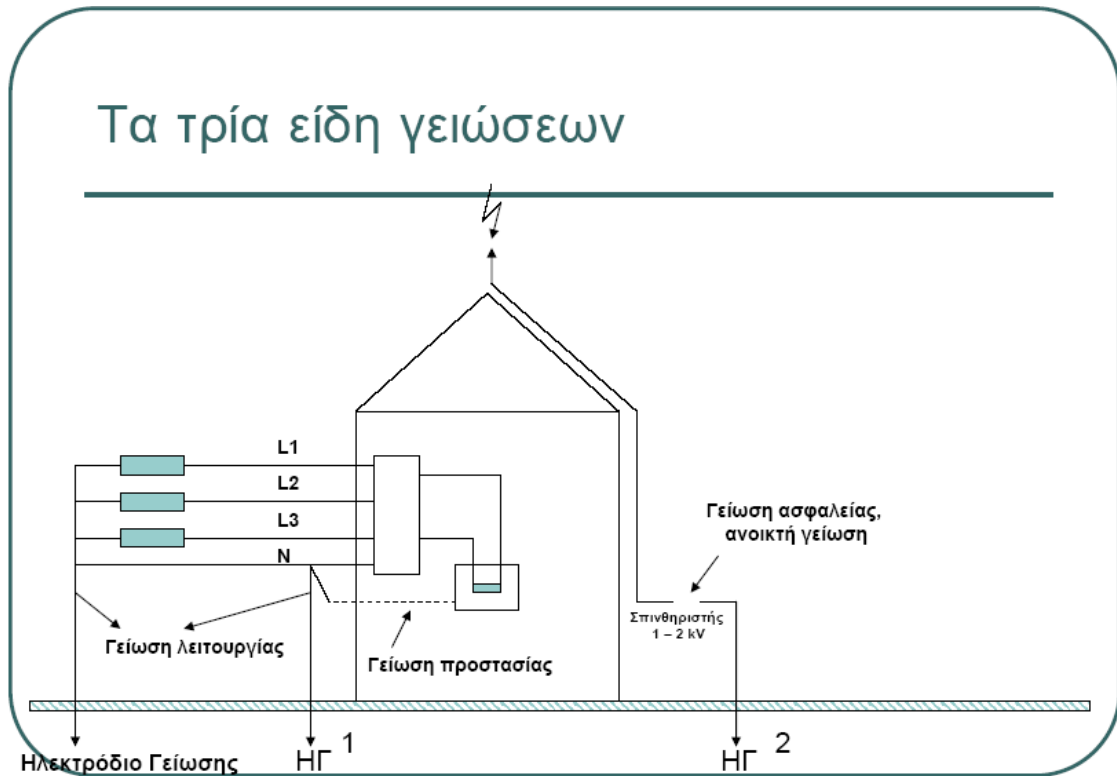 Τα τρία είδη γειώσεων
L1
L2
L3
N
Γείωση ασφαλείας,
ανοικτή γείωση
Σπινθηριστής
1 – 2 kV
Γείωση λειτουργίας
Γείωση προστασίας
Ηλεκτρόδιο Γείωσης
ΗΓ 1
ΗΓ 2